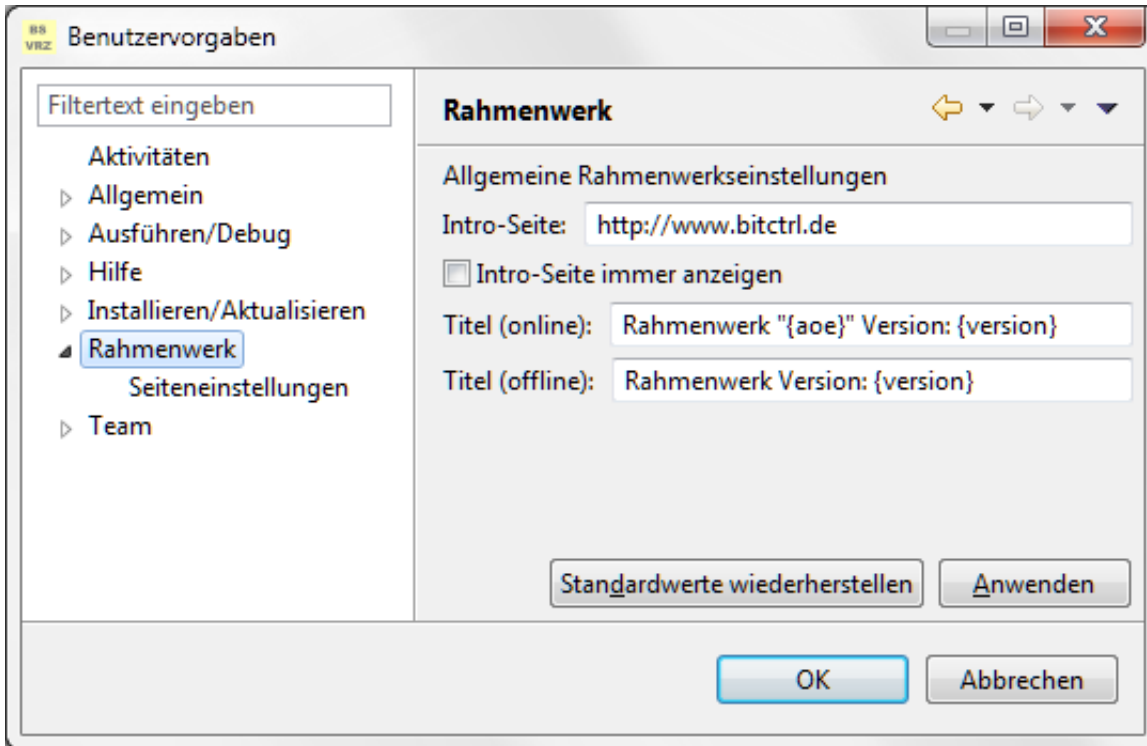 BS
VRZ
Benutzervorgaben
Filtertext eingeben
Aktivitäten
Allgemein
Ausführen/Debug
Hilfe
Installieren/Aktualisieren
Rahmenwerk
Seiteneinstellungen
Team
Rahmenwerk
Allgemeine Rahmenwerkseinstellungen
Intro-Seite: http://www.bitctrl.de
Intro-Seite immer anzeigen
Titel (online): Rahmenwerk "{aoe}" Version: {version}
Titel (offline): Rahmenwerk Version: {version}
Standardwerte wiederherstellen Anwenden
OK Abbrechen